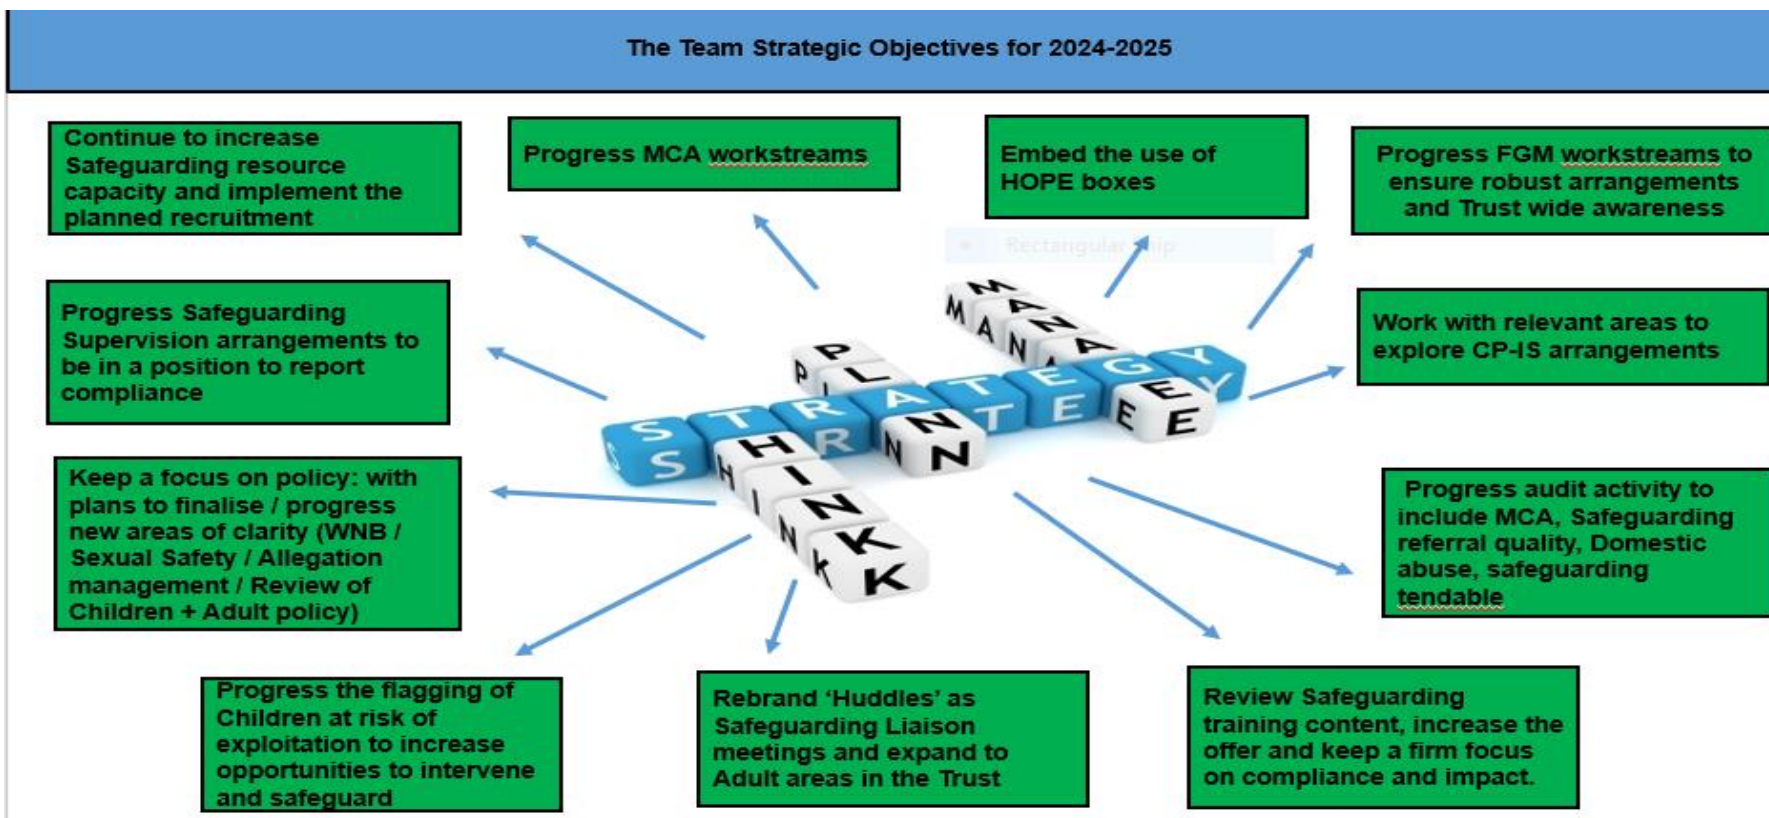 The Team Strategic Objectives for 2024-2025
Continue to increase
Safeguarding resource
capacity and implement the
planned recruitment
Progress MCA workstreams
Embed the use of
HOPE boxes
Progress FGM workstreams to
ensure robust arrangements
and Trust wide awareness
Rectangular
Progress Safeguarding
Supervision arrangements to
be in a position to report
compliance
Work with relevant areas to
explore CP-IS arrangements
MANAGE
PLAN
STRATEGY
THINK
Keep a focus on policy: with
plans to finalise / progress
new areas of clarity (WNB /
Sexual Safety / Allegation
management / Review of
Children + Adult policy)
Progress audit activity to
include MCA, Safeguarding
referral quality, Domestic
abuse, safeguarding
tendable
Progress the flagging of
Children at risk of
exploitation to increase
opportunities to intervene
and safeguard
Rebrand ‘Huddles’ as
Safeguarding Liaison
meetings and expand to
Adult areas in the Trust
Review Safeguarding
training content, increase the
offer and keep a firm focus
on compliance and impact.